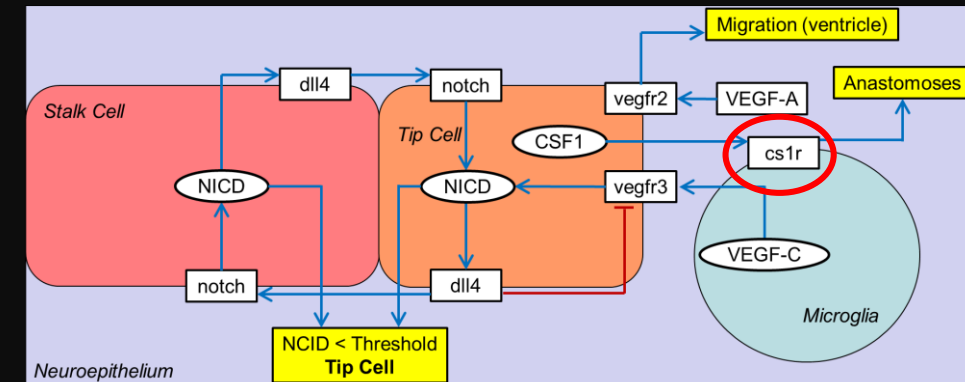 Migration (ventricle)
dll4
notch
Anastomoses
vegfr2
VEGF-A
Stalk Cell
Tip Cell
CSF1
cs1r
NICD
NICD
vegfr3
VEGF-C
notch
dll4
Microglia
NCID < Threshold
Tip Cell
Neuroepithelium